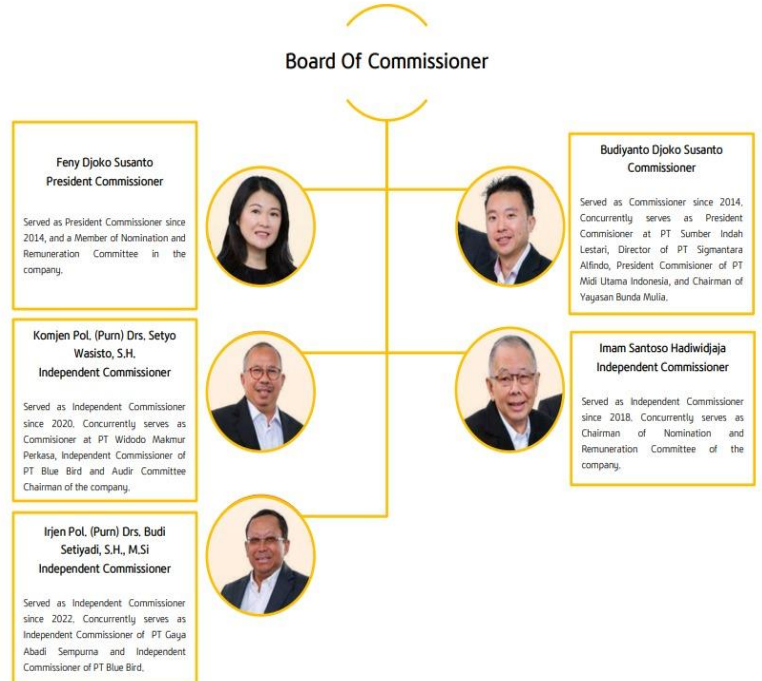 Board Of Commissioner
Feny Djoko Susanto
President Commissioner
Served as President Commissioner since
2014, and a Member of Nomination and
Remuneration Committee in the
company.
Budiyanto Djoko Susanto
Commissioner
Served as Commissioner since 2014.
Concurrently serves as President
Commisioner at PT Sumber Indah
Lestari, Director of PT Sigmantara
Alfindo, President Commisioner of PT
Midi Utama Indonesia, and Chairman of
Yayasan Bunda Mulia.
Komjen Pol. (Purn) Drs. Setyo
Wasisto, S.H.
Independent Commissioner
Served as Independent Commissioner
since 2020. Concurrently serves as
Commisioner at PT Widodo Makmur
Perkasa, Independent Commissioner of
PT Blue Bird and Audir Committee
Chairman of the company.
Imam Santoso Hadiwidjaja
Independent Commissioner
Served as Independent Commissioner
since 2018. Concurrently serves as
Chairman of Nomination and
Remuneration Committee of the
company.
Irjen Pol. (Purn) Drs. Budi
Setiyadi, S.H., M.Si
Independent Commissioner
Served as Independent Commissioner
since 2022. Concurrently serves as
Independent Commissioner of PT Gaya
Abadi Sempurna and Independent
Commissioner of PT Blue Bird.